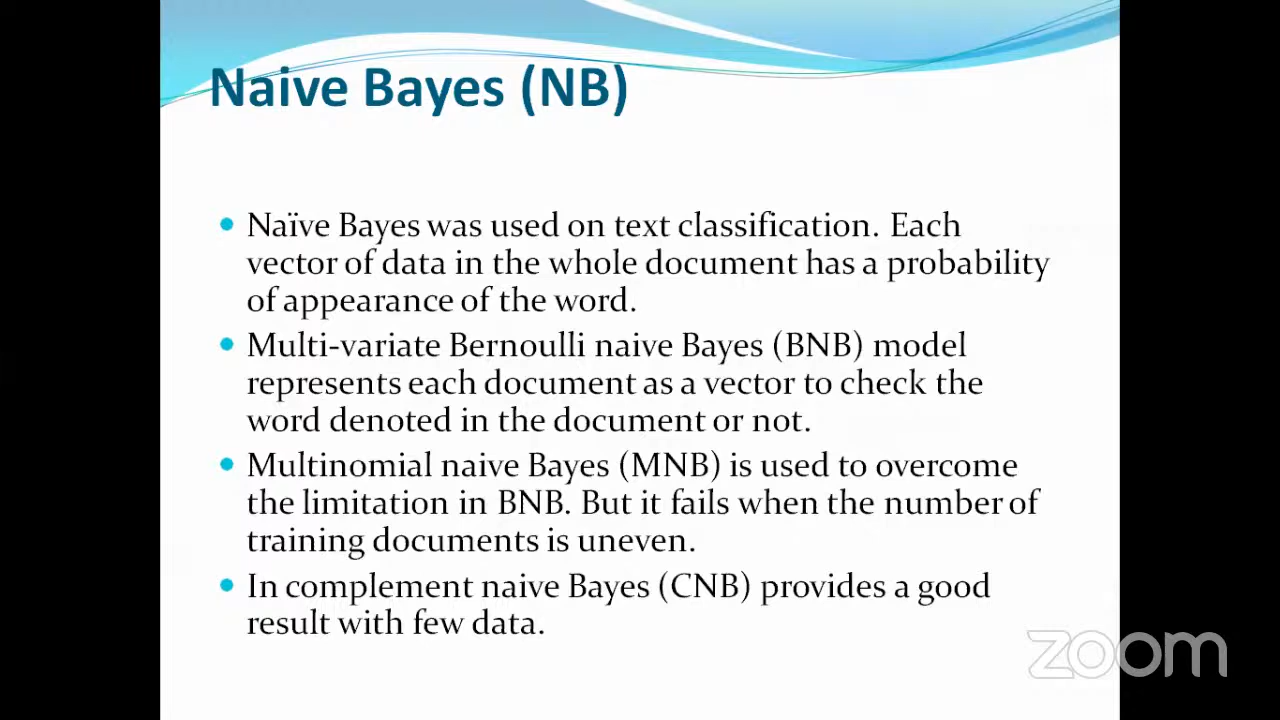 Naive Bayes (NB)
• Naïve Bayes was used on text classification. Each
vector of data in the whole document has a probability
of appearance of the word.
• Multi-variate Bernoulli naive Bayes (BNB) model
represents each document as a vector to check the
word denoted in the document or not.
• Multinomial naive Bayes (MNB) is used to overcome
the limitation in BNB. But it fails when the number of
training documents is uneven.
• In complement naive Bayes (CNB) provides a good
result with few data.
zoom